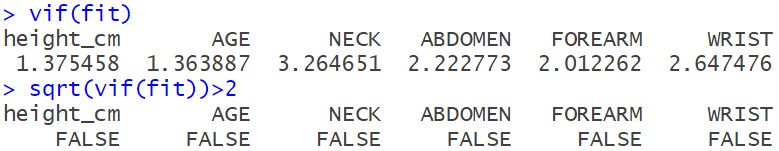 > vif(fit)
height_cm AGE NECK ABDOMEN FOREARM WRIST
1.375458 1.363887 3.264651 2.222773 2.012262 2.647476
> sqrt(vif(fit))>2
height_cm AGE NECK ABDOMEN FOREARM WRIST
FALSE FALSE FALSE FALSE FALSE FALSE